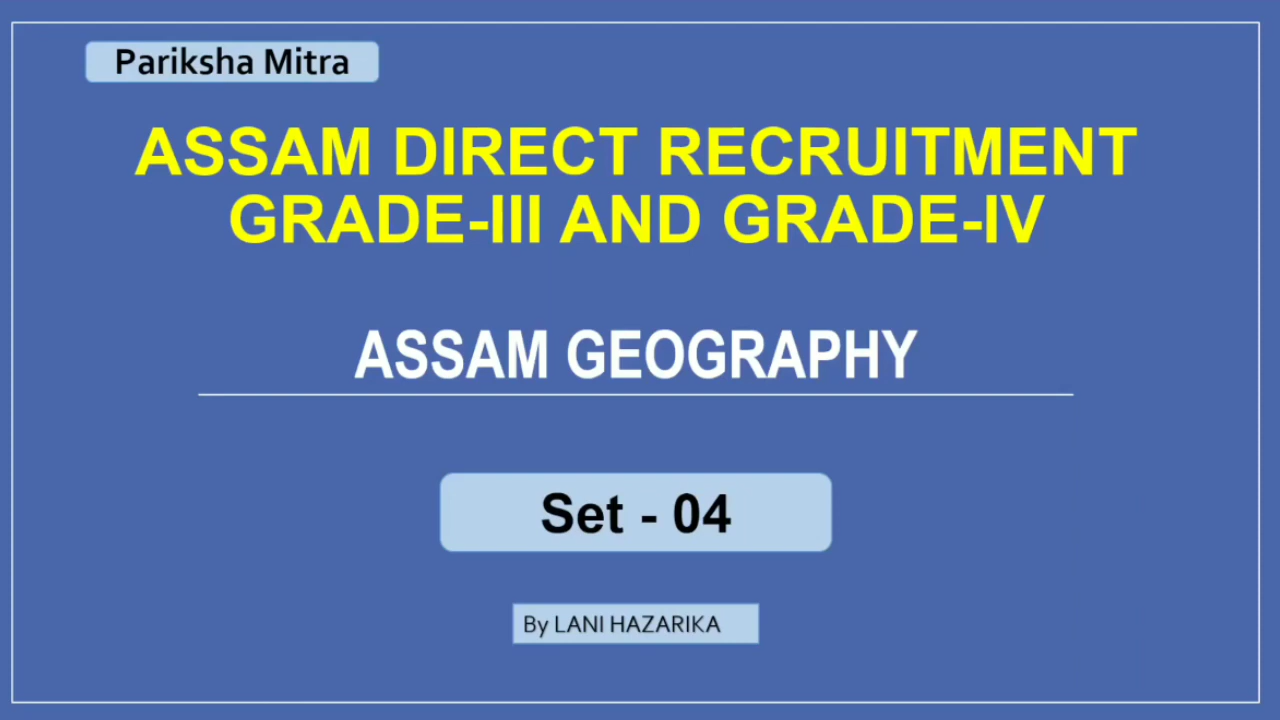 Pariksha Mitra
ASSAM DIRECT RECRUITMENT
GRADE-III AND GRADE-IV
ASSAM GEOGRAPHY
Set - 04
By LANI HAZARIKA